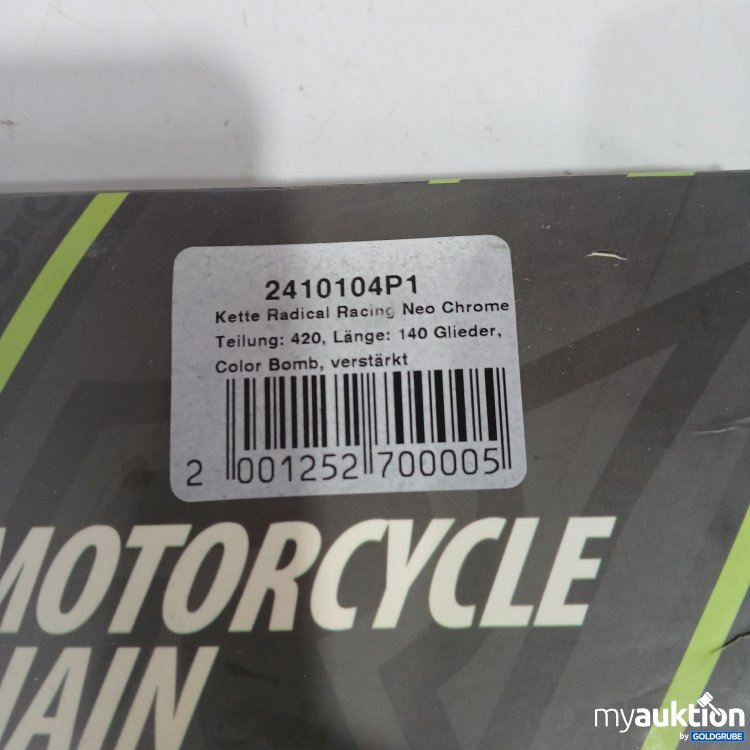 2410104P1
Kette Radical Racing Neo Chrome
Teilung: 420, Länge: 140 Glieder,
Color Bomb, verstärkt
2 001252 700005
MOTORCYCLE
HAIN
myauktion
by GOLDGRUBE